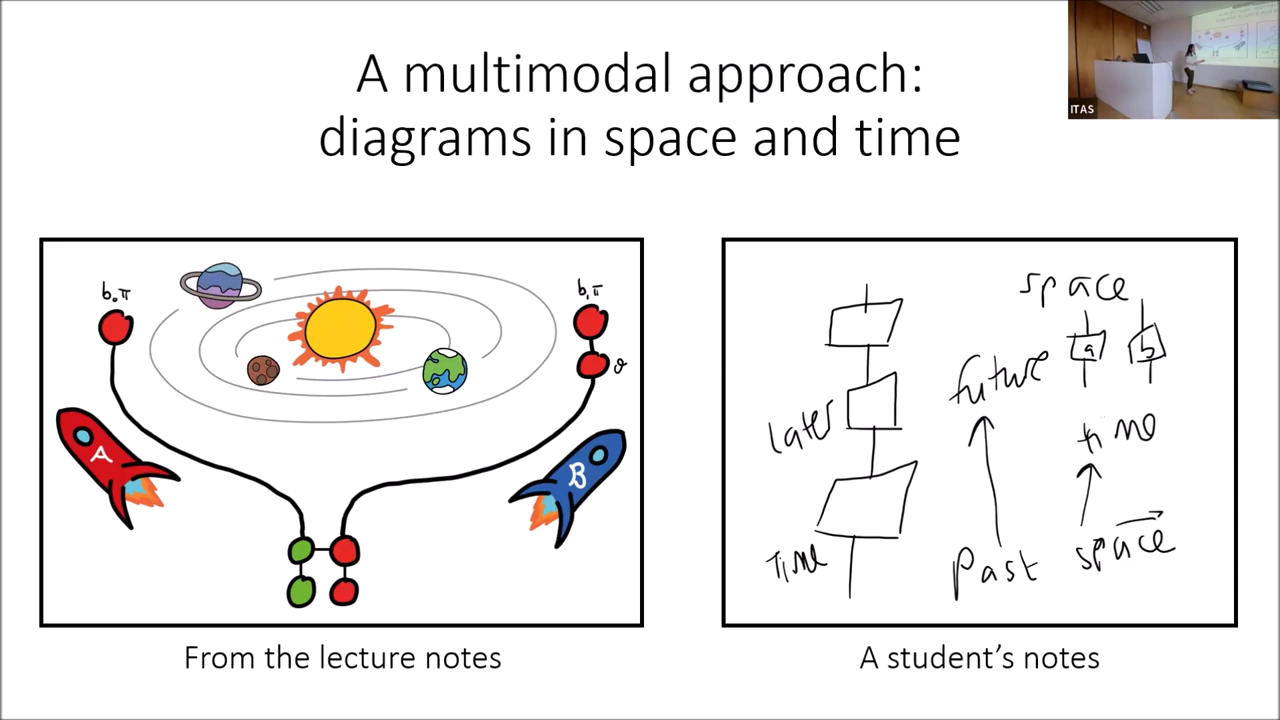 A multimodal approach:
diagrams in space and time
ITAS
b₀π
b₁π
A
B
From the lecture notes
space
a
b
future
later
time
Time
Past
space
A student's notes